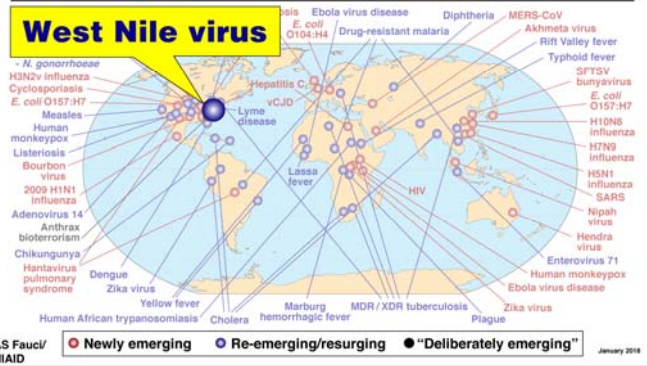 West Nile virus
osis
E. coli
O104:H4
Ebola virus disease
Drug-resistant malaria
Diphtheria
MERS-CoV
Akhmeta virus
Rift Valley fever
Typhoid fever
SFTSV
bunyavirus
E. coli
O157:H7
H10N8
influenza
H7N9
influenza
H5N1
influenza
SARS
Nipah
virus
Hendra
virus
Enterovirus 71
Human monkeypox
Ebola virus disease
Zika virus
- N. gonorrhoeae
H3N2v influenza
Cyclosporiasis
E. coli O157:H7
Measles
Human
monkeypox
Listeriosis
Bourbon
virus
2009 H1N1
influenza
Adenovirus 14
Anthrax
bioterrorism
Chikungunya
Hantavirus
pulmonary
syndrome
Hepatitis C
vCJD
Lyme
disease
Lassa
fever
HIV
Dengue
Zika virus
Yellow fever
Human African trypanosomiasis
Cholera
Marburg
hemorrhagic fever
MDR/XDR tuberculosis
Plague
AS Fauci/
NIAID
Newly emerging
Re-emerging/resurging
"Deliberately emerging"
January 2018